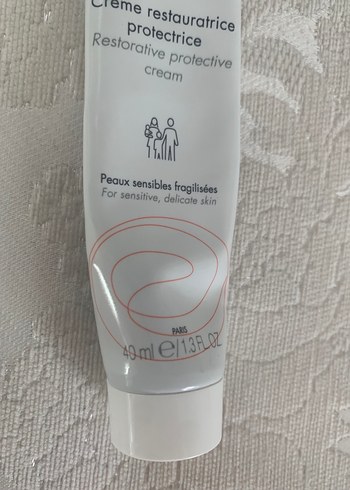 Crème restauratrice
protectrice
Restorative protective
cream
Peaux sensibles fragilisées
For sensitive, delicate skin
PARIS
40 ml e/1.3 FL.OZ.